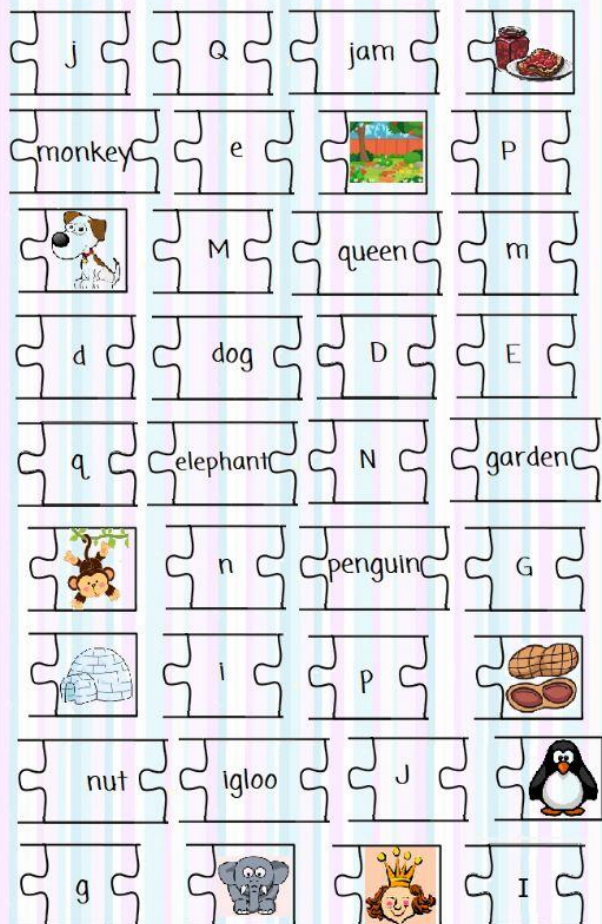 j Q jam
monkey e P
M queen m
d dog D E
q elephant N garden
n penguin G
i p
nut igloo J
g I